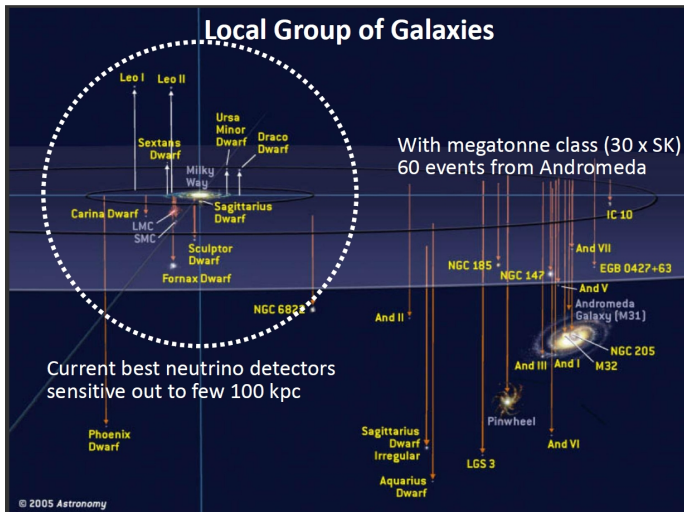 Local Group of Galaxies
Leo I
Leo II
Ursa
Minor
Dwarf
Draco
Dwarf
Sextans
Dwarf
Milky
Way
With megatonne class (30 x SK)
60 events from Andromeda
Carina Dwarf
LMC
SMC
Sagittarius
Dwarf
IC 10
Sculptor
Dwarf
And VII
Fornax Dwarf
NGC 185
NGC 147
EGB 0427+63
And V
NGC 6822
And II
Andromeda
Galaxy (M31)
NGC 205
M32
And III
And I
Current best neutrino detectors
sensitive out to few 100 kpc
Pinwheel
Phoenix
Dwarf
Sagittarius
Dwarf
Irregular
And VI
LGS 3
Aquarius
Dwarf
© 2005 Astronomy